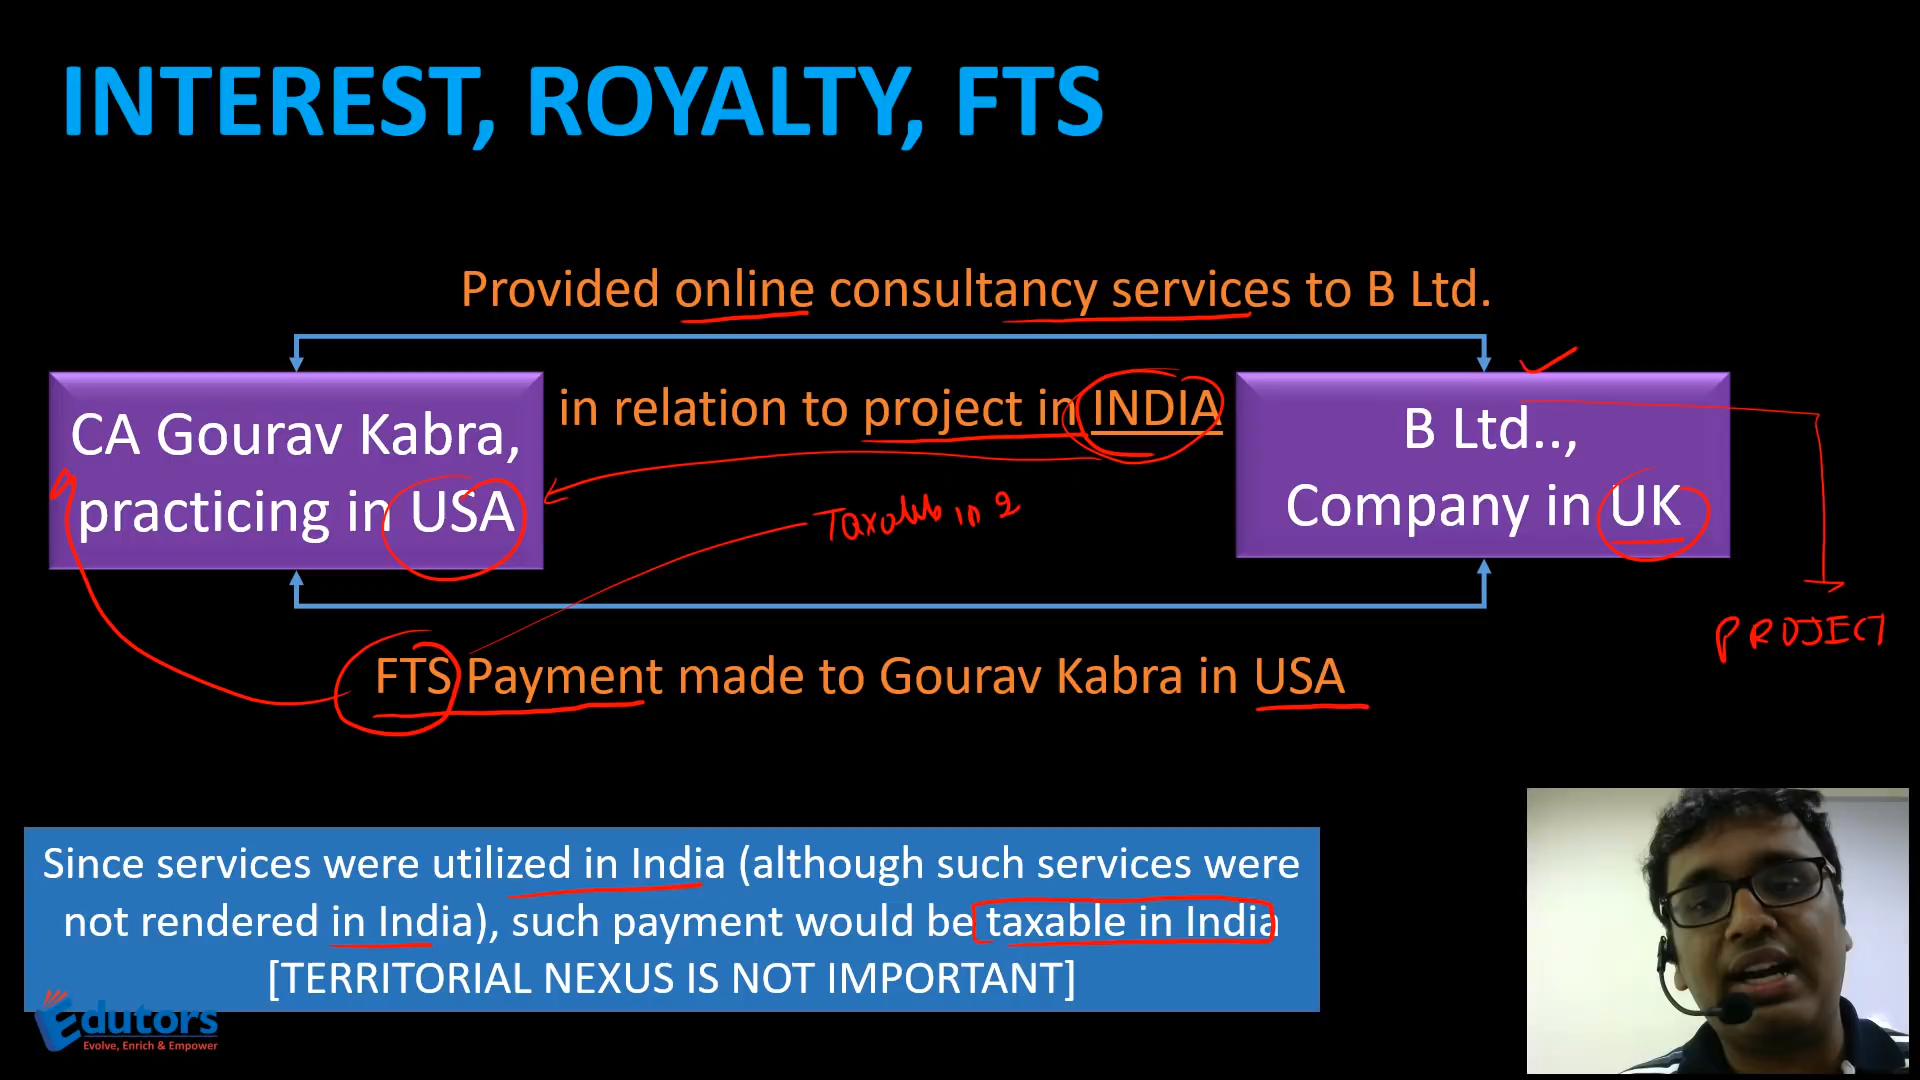 INTEREST, ROYALTY, FTS
Provided online consultancy services to B Ltd.
CA Gourav Kabra,
practicing in USA
in relation to project in INDIA
B Ltd..,
Company in UK
Taxable in 2
PROJECT
FTS Payment made to Gourav Kabra in USA
Since services were utilized in India (although such services were
not rendered in India), such payment would be taxable in India
[TERRITORIAL NEXUS IS NOT IMPORTANT]
Edutors
Evolve, Enrich & Empower